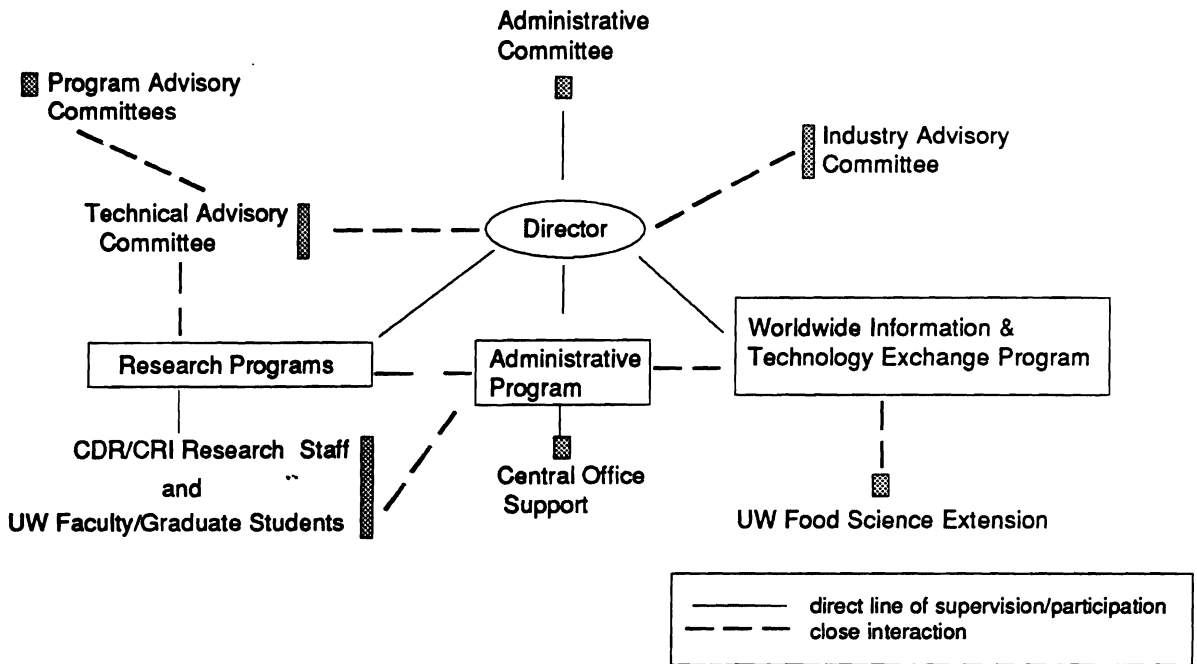 Administrative
Committee
Program Advisory
Committees
Industry Advisory
Committee
Technical Advisory
Committee
Director
Research Programs
Administrative
Program
Worldwide Information &
Technology Exchange Program
CDR/CRI Research Staff
and
UW Faculty/Graduate Students
Central Office
Support
UW Food Science Extension
direct line of supervision/participation
close interaction